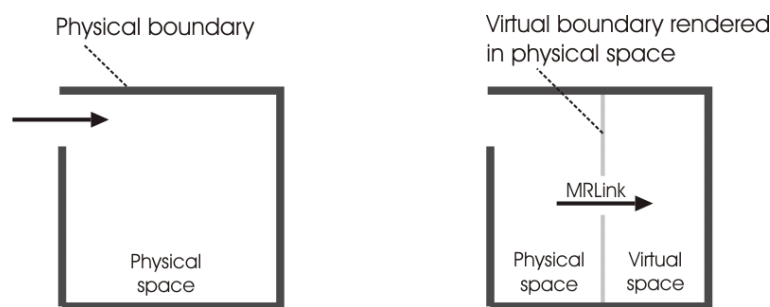 Physical boundary
Virtual boundary rendered
in physical space
MRLink
Physical
space
Physical
space
Virtual
space